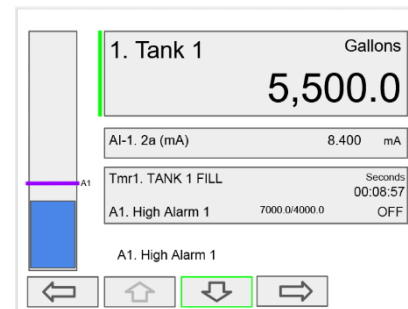 1. Tank 1
Gallons
5,500.0
AI-1. 2a (mA) 8.400 mA
A1
Tmr1. TANK 1 FILL
Seconds
00:08:57
A1. High Alarm 1 7000.0/4000.0 OFF
A1. High Alarm 1